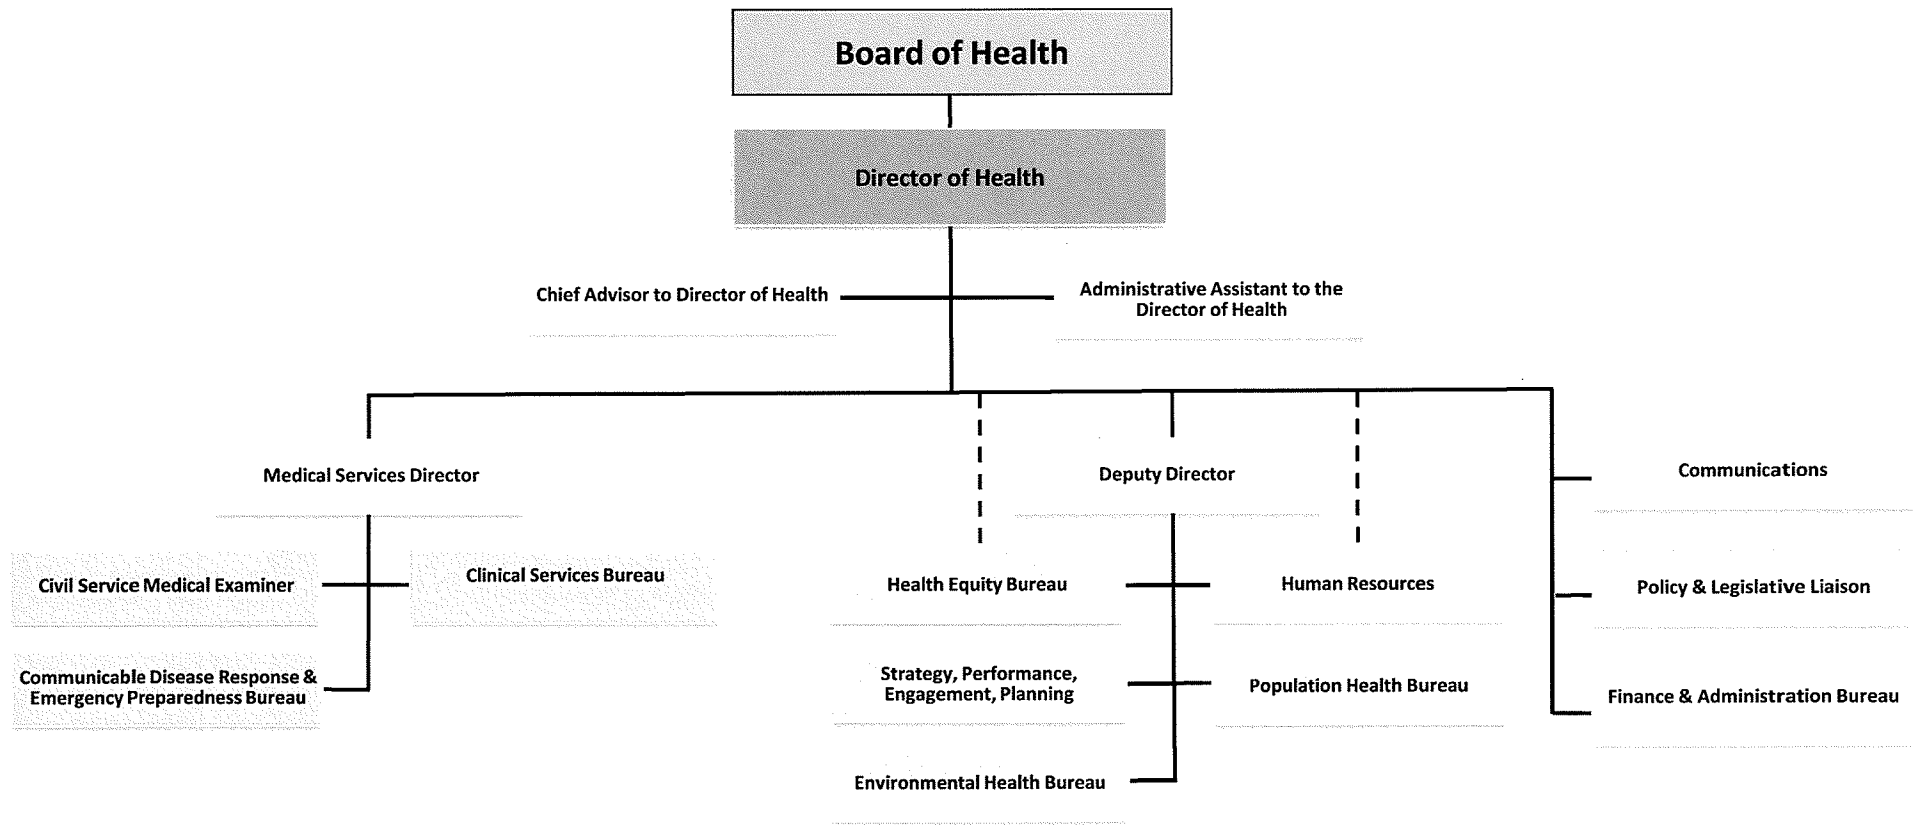 Board of Health
Director of Health
Chief Advisor to Director of Health
Administrative Assistant to the
Director of Health
Medical Services Director
Deputy Director
Communications
Civil Service Medical Examiner
Clinical Services Bureau
Health Equity Bureau
Human Resources
Policy & Legislative Liaison
Communicable Disease Response &
Emergency Preparedness Bureau
Strategy, Performance,
Engagement, Planning
Population Health Bureau
Finance & Administration Bureau
Environmental Health Bureau